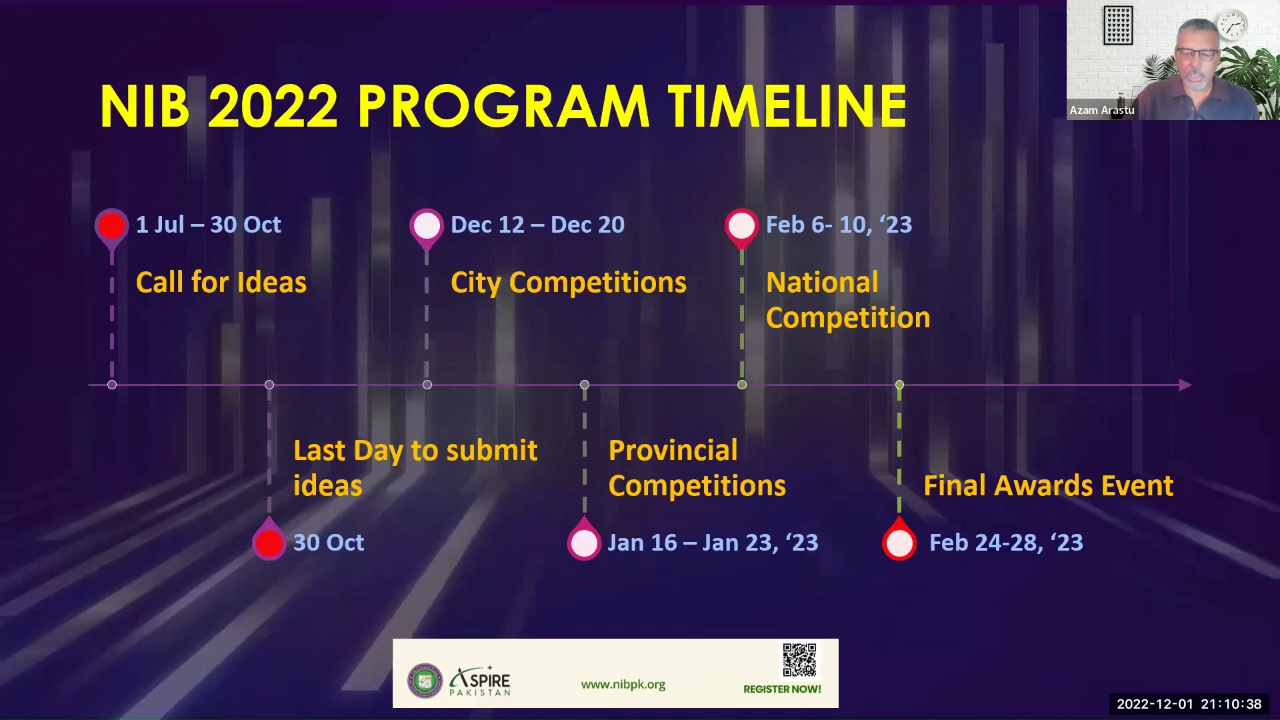 NIB 2022 PROGRAM TIMELINE
Azam Arastu
1 Jul – 30 Oct
Call for Ideas
Dec 12 – Dec 20
City Competitions
Feb 6- 10, ‘23
National
Competition
Last Day to submit
ideas
30 Oct
Provincial
Competitions
Jan 16 – Jan 23, ‘23
Final Awards Event
Feb 24-28, ‘23
ASPIRE
PAKISTAN
www.nibpk.org
REGISTER NOW!
2022-12-01 21:10:38